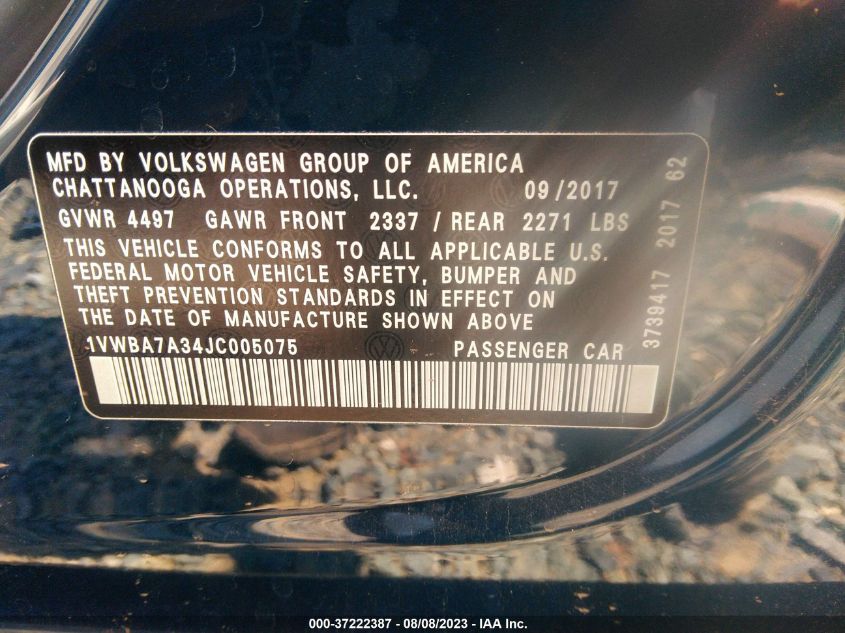 MFD BY VOLKSWAGEN GROUP OF AMERICA
CHATTANOOGA OPERATIONS, LLC. 09/2017
GVWR 4497 GAWR FRONT 2337 / REAR 2271 LBS
THIS VEHICLE CONFORMS TO ALL APPLICABLE U.S.
FEDERAL MOTOR VEHICLE SAFETY, BUMPER AND
THEFT PREVENTION STANDARDS IN EFFECT ON
THE DATE OF MANUFACTURE SHOWN ABOVE
1VWBA7A34JC005075 PASSENGER CAR
3739417 2017 62
000-37222387 - 08/08/2023 - IAA Inc.